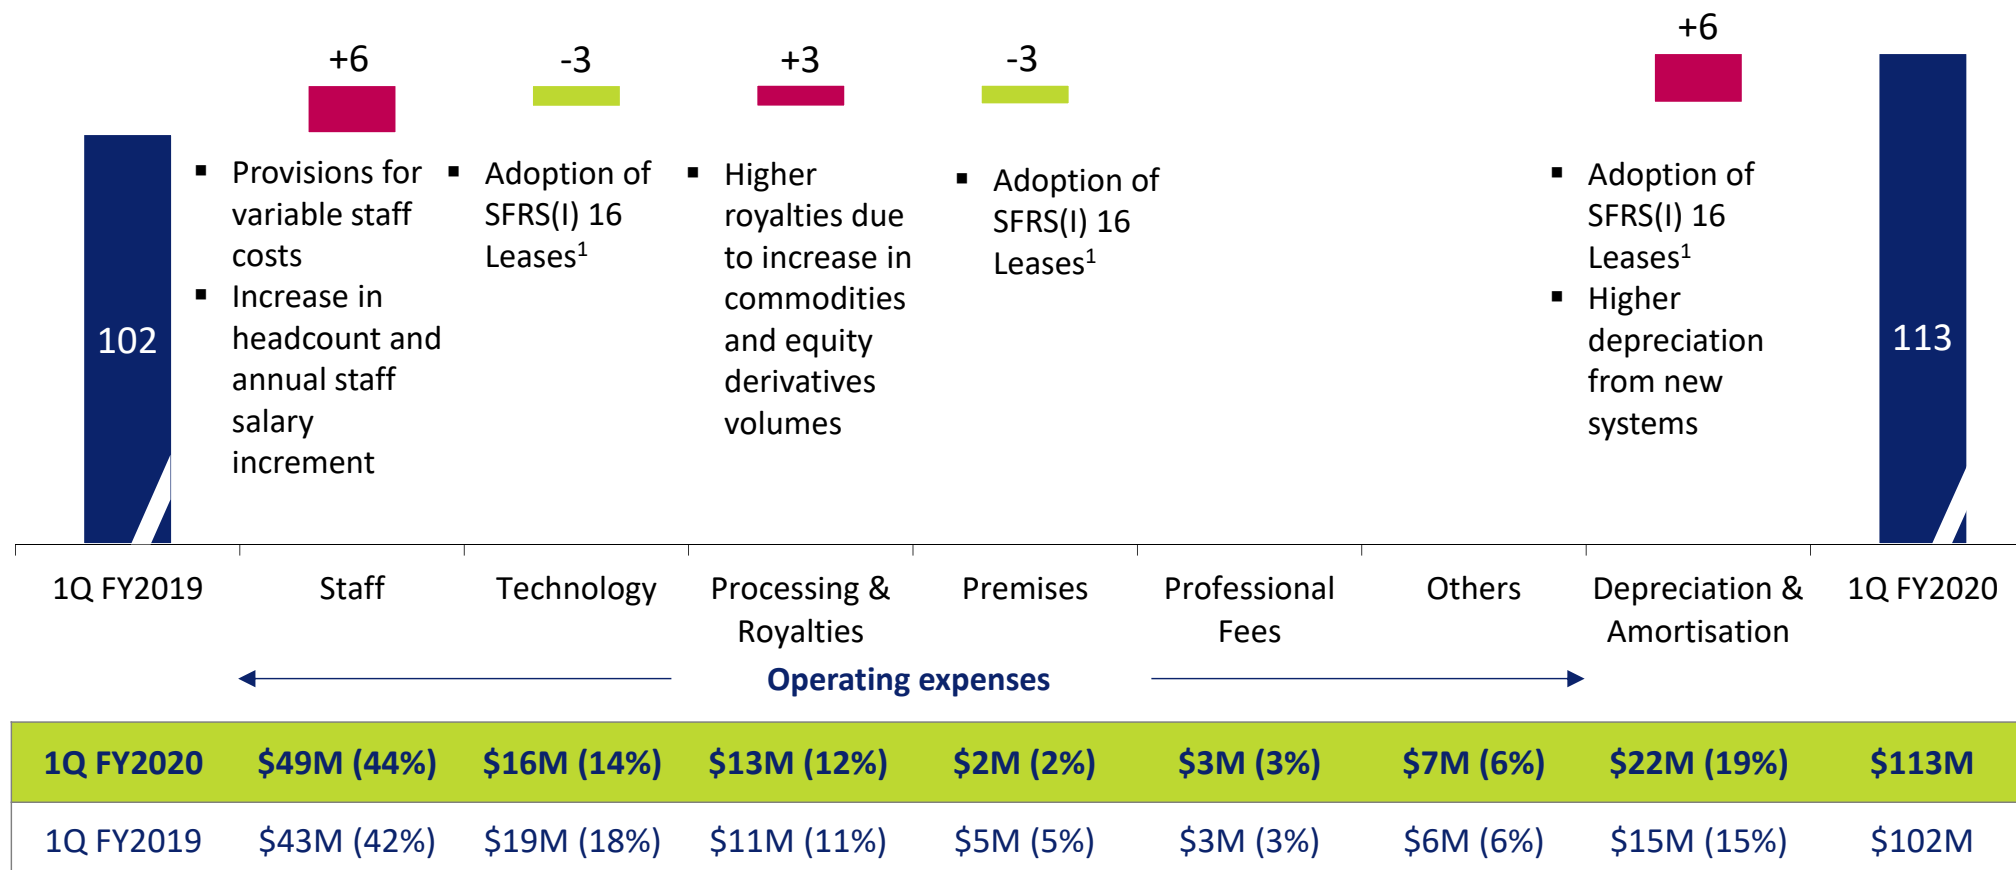 +6
-3
+3
-3
+6
102
▪ Provisions for
variable staff
costs
▪ Increase in
headcount and
annual staff
salary
increment
▪ Adoption of
SFRS(I) 16
Leases1
▪ Higher
royalties due
to increase in
commodities
and equity
derivatives
volumes
▪ Adoption of
SFRS(I) 16
Leases1
▪ Adoption of
SFRS(I) 16
Leases1
▪ Higher
depreciation
from new
systems
113
1Q FY2019 Staff Technology Processing & Premises Professional Others Depreciation & 1Q FY2020
Royalties Fees Amortisation
Operating expenses
1Q FY2020 $49M (44%) $16M (14%) $13M (12%) $2M (2%) $3M (3%) $7M (6%) $22M (19%) $113M
1Q FY2019 $43M (42%) $19M (18%) $11M (11%) $5M (5%) $3M (3%) $6M (6%) $15M (15%) $102M